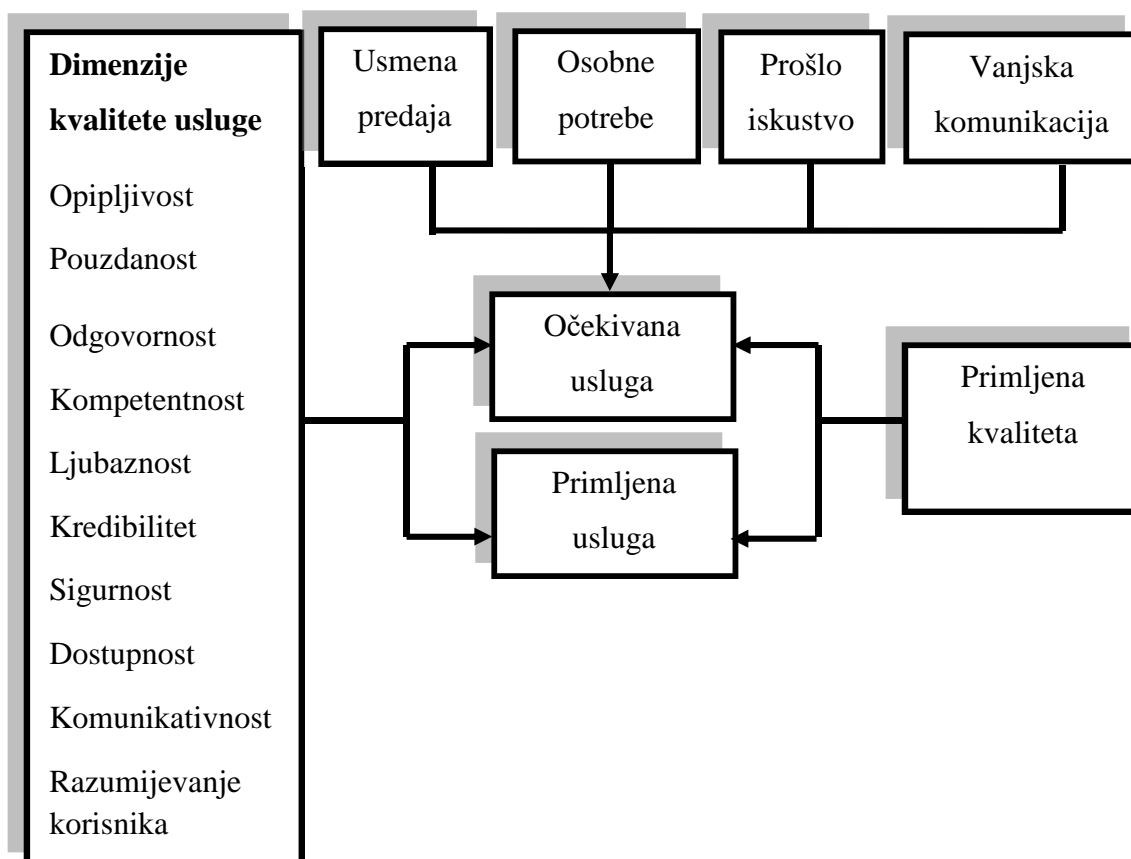 Dimenzije
kvalitete usluge
Opipljivost
Pouzdanost
Odgovornost
Kompetentnost
Ljubaznost
Kredibilitet
Sigurnost
Dostupnost
Komunikativnost
Razumijevanje
korisnika
Usmena
predaja
Osobne
potrebe
Prošlo
iskustvo
Vanjska
komunikacija
Očekivana
usluga
Primljena
usluga
Primljena
kvaliteta